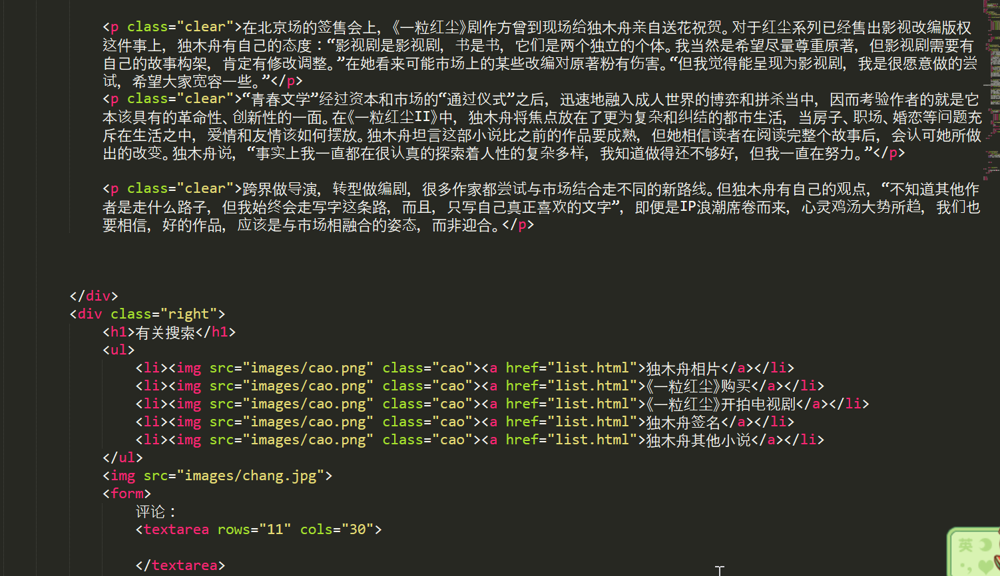 <p class="clear">在北京场的签售会上，《一粒红尘》剧作方曾到现场给独木舟亲自送花祝贺。对于红尘系列已经售出影视改编版权
这件事上，独木舟有自己的态度：“影视剧是影视剧，书是书，它们是两个独立的个体。我当然是希望尽量尊重原著，但影视剧需要有
自己的故事构架，肯定有修改调整。”在她看来可能市场上的某些改编对原著粉有伤害。“但我觉得能呈现为影视剧，我是很愿意做的尝
试，希望大家宽容一些。”</p>
<p class="clear">“青春文学”经过资本和市场的“通过仪式”之后，迅速地融入成人世界的博弈和拼杀当中，因而考验作者的就是它
本该具有的革命性、创新性的一面。在《一粒红尘II》中，独木舟将焦点放在了更为复杂和纠结的都市生活，当房子、职场、婚恋等问题充
斥在生活之中，爱情和友情该如何摆放。独木舟坦言这部小说比之前的作品要成熟，但她相信读者在阅读完整个故事后，会认可她所做
出的改变。独木舟说，“事实上我一直都在很认真的探索着人性的复杂多样，我知道做得还不够好，但我一直在努力。”</p>
<p class="clear">跨界做导演，转型做编剧，很多作家都尝试与市场结合走不同的新路线。但独木舟有自己的观点，“不知道其他作
者是走什么路子，但我始终会走写字这条路，而且，只写自己真正喜欢的文字”，即便是IP浪潮席卷而来，心灵鸡汤大势所趋，我们也
要相信，好的作品，应该是与市场相融合的姿态，而非迎合。</p>
</div>
<div class="right">
<h1>有关搜索</h1>
<ul>
<li><img src="images/cao.png" class="cao"><a href="list.html">独木舟相片</a></li>
<li><img src="images/cao.png" class="cao"><a href="list.html">《一粒红尘》购买</a></li>
<li><img src="images/cao.png" class="cao"><a href="list.html">《一粒红尘》开拍电视剧</a></li>
<li><img src="images/cao.png" class="cao"><a href="list.html">独木舟签名</a></li>
<li><img src="images/cao.png" class="cao"><a href="list.html">独木舟其他小说</a></li>
</ul>
<img src="images/chang.jpg">
<form>
评论：
<textarea rows="11" cols="30">
</textarea>
英